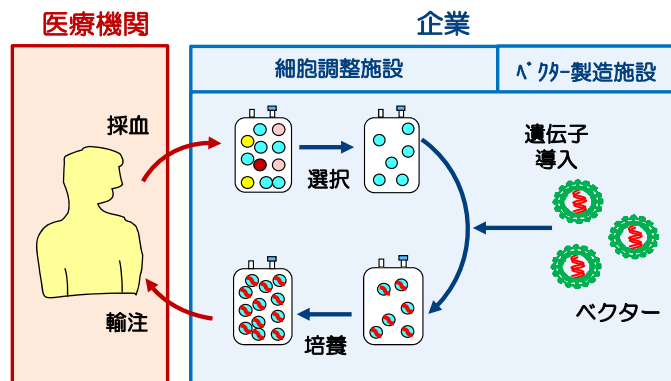 医療機関
企業
細胞調整施設
ﾍﾞｸﾀｰ製造施設
採血
選択
遺伝子
導入
ベクター
培養
輸注